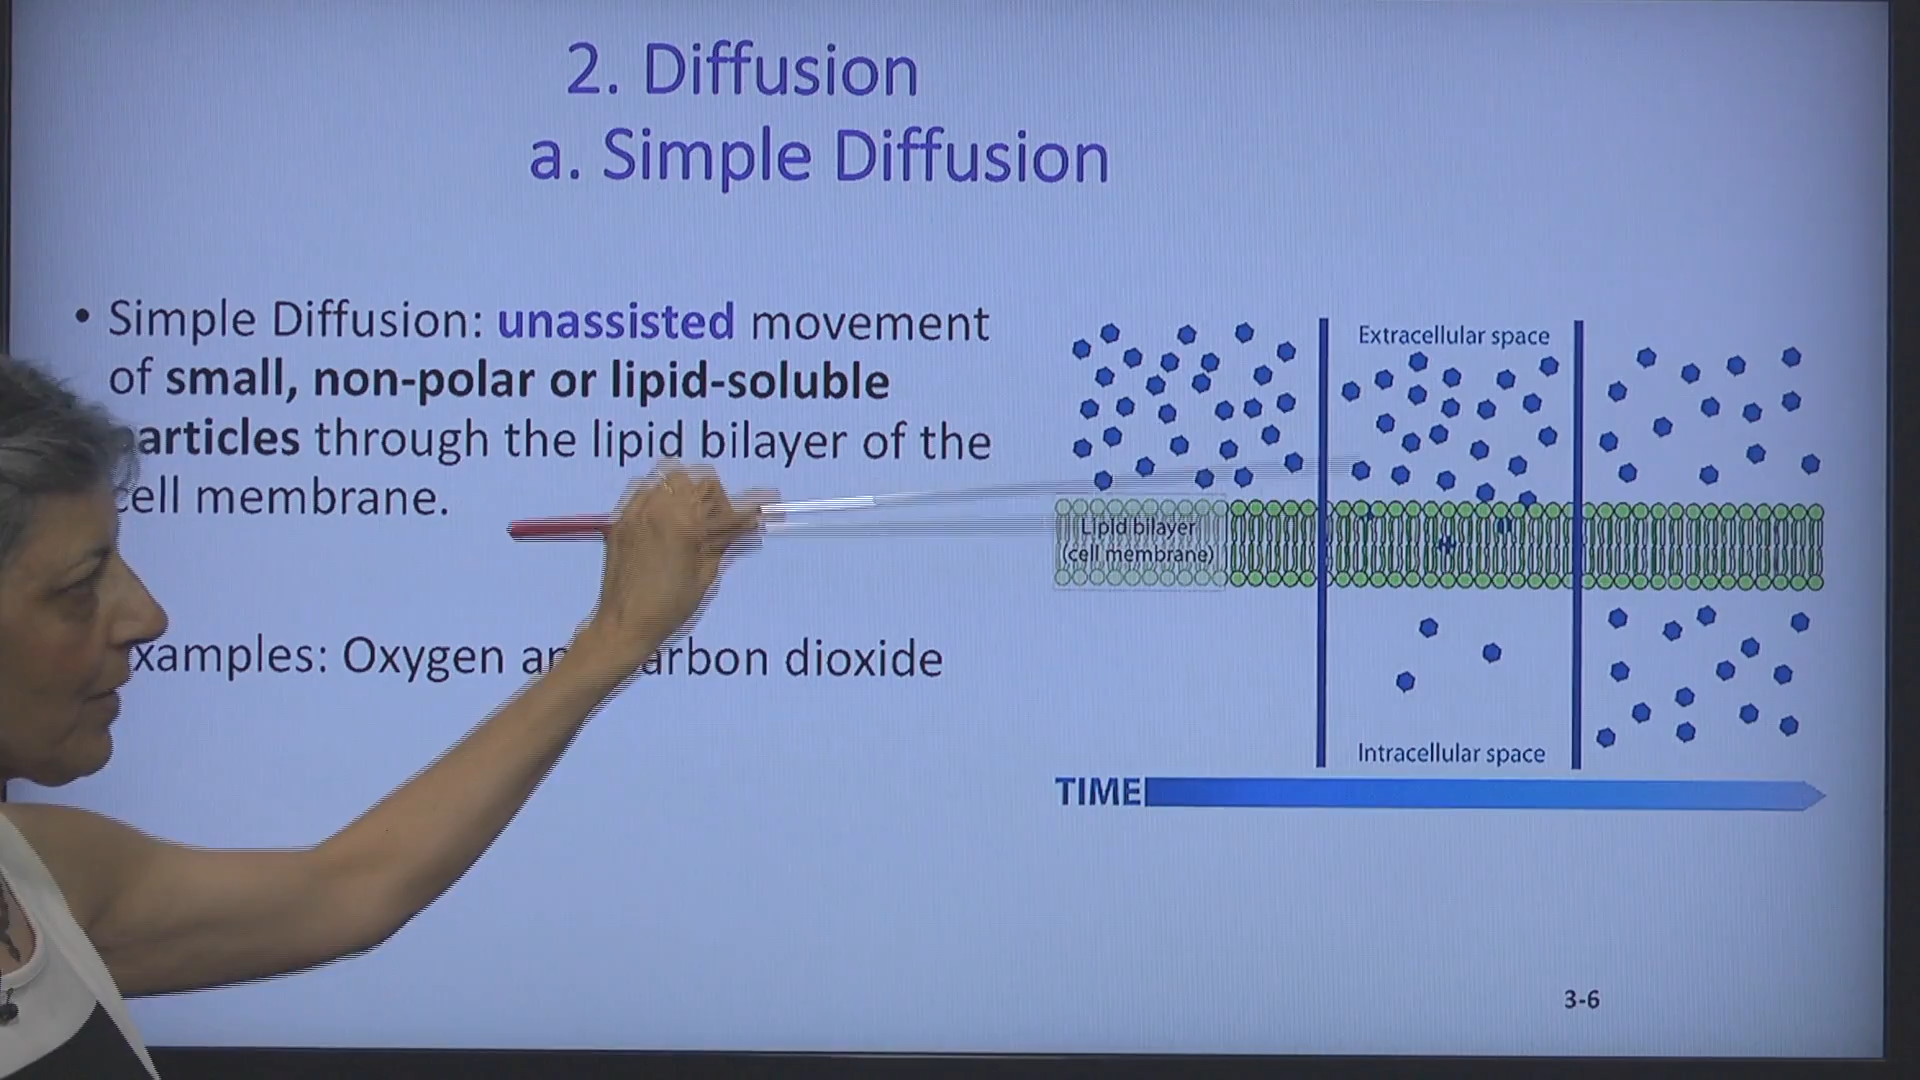 2. Diffusion
a. Simple Diffusion
• Simple Diffusion: unassisted movement
of small, non-polar or lipid-soluble
articles through the lipid bilayer of the
cell membrane.
xamples: Oxygen an arbon dioxide
Extracellular space
Lipid bilayer
(cell membrane)
Intracellular space
TIME
3-6